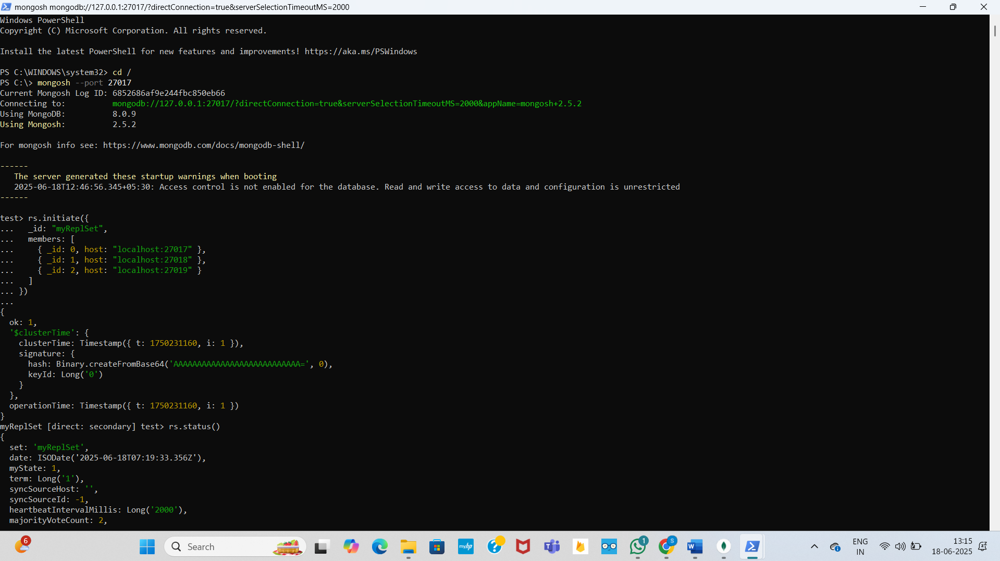 mongosh mongodb://127.0.0.1:27017/?directConnection=true&serverSelectionTimeoutMS=2000
Windows PowerShell
Copyright (C) Microsoft Corporation. All rights reserved.
Install the latest PowerShell for new features and improvements! https://aka.ms/PSWindows
PS C:\WINDOWS\system32> cd /
PS C:\> mongosh --port 27017
Current Mongosh Log ID: 6852686af9e244fbc850eb66
Connecting to:          mongodb://127.0.0.1:27017/?directConnection=true&serverSelectionTimeoutMS=2000&appName=mongosh+2.5.2
Using MongoDB:          8.0.9
Using Mongosh:          2.5.2
For mongosh info see: https://www.mongodb.com/docs/mongodb-shell/
------
   The server generated these startup warnings when booting
   2025-06-18T12:46:56.345+05:30: Access control is not enabled for the database. Read and write access to data and configuration is unrestricted
------
test> rs.initiate({
...   _id: "myReplSet",
...   members: [
...     { _id: 0, host: "localhost:27017" },
...     { _id: 1, host: "localhost:27018" },
...     { _id: 2, host: "localhost:27019" }
...   ]
... })
...
{
  ok: 1,
  '$clusterTime': {
    clusterTime: Timestamp({ t: 1750231160, i: 1 }),
    signature: {
      hash: Binary.createFromBase64('AAAAAAAAAAAAAAAAAAAAAAAAAAA=', 0),
      keyId: Long('0')
    }
  },
  operationTime: Timestamp({ t: 1750231160, i: 1 })
}
myReplSet [direct: secondary] test> rs.status()
{
  set: 'myReplSet',
  date: ISODate('2025-06-18T07:19:33.356Z'),
  myState: 1,
  term: Long('1'),
  syncSourceHost: '',
  syncSourceId: -1,
  heartbeatIntervalMillis: Long('2000'),
  majorityVoteCount: 2,
6
Search
myhp
1
S
W
ENG
IN
13:15
18-06-2025